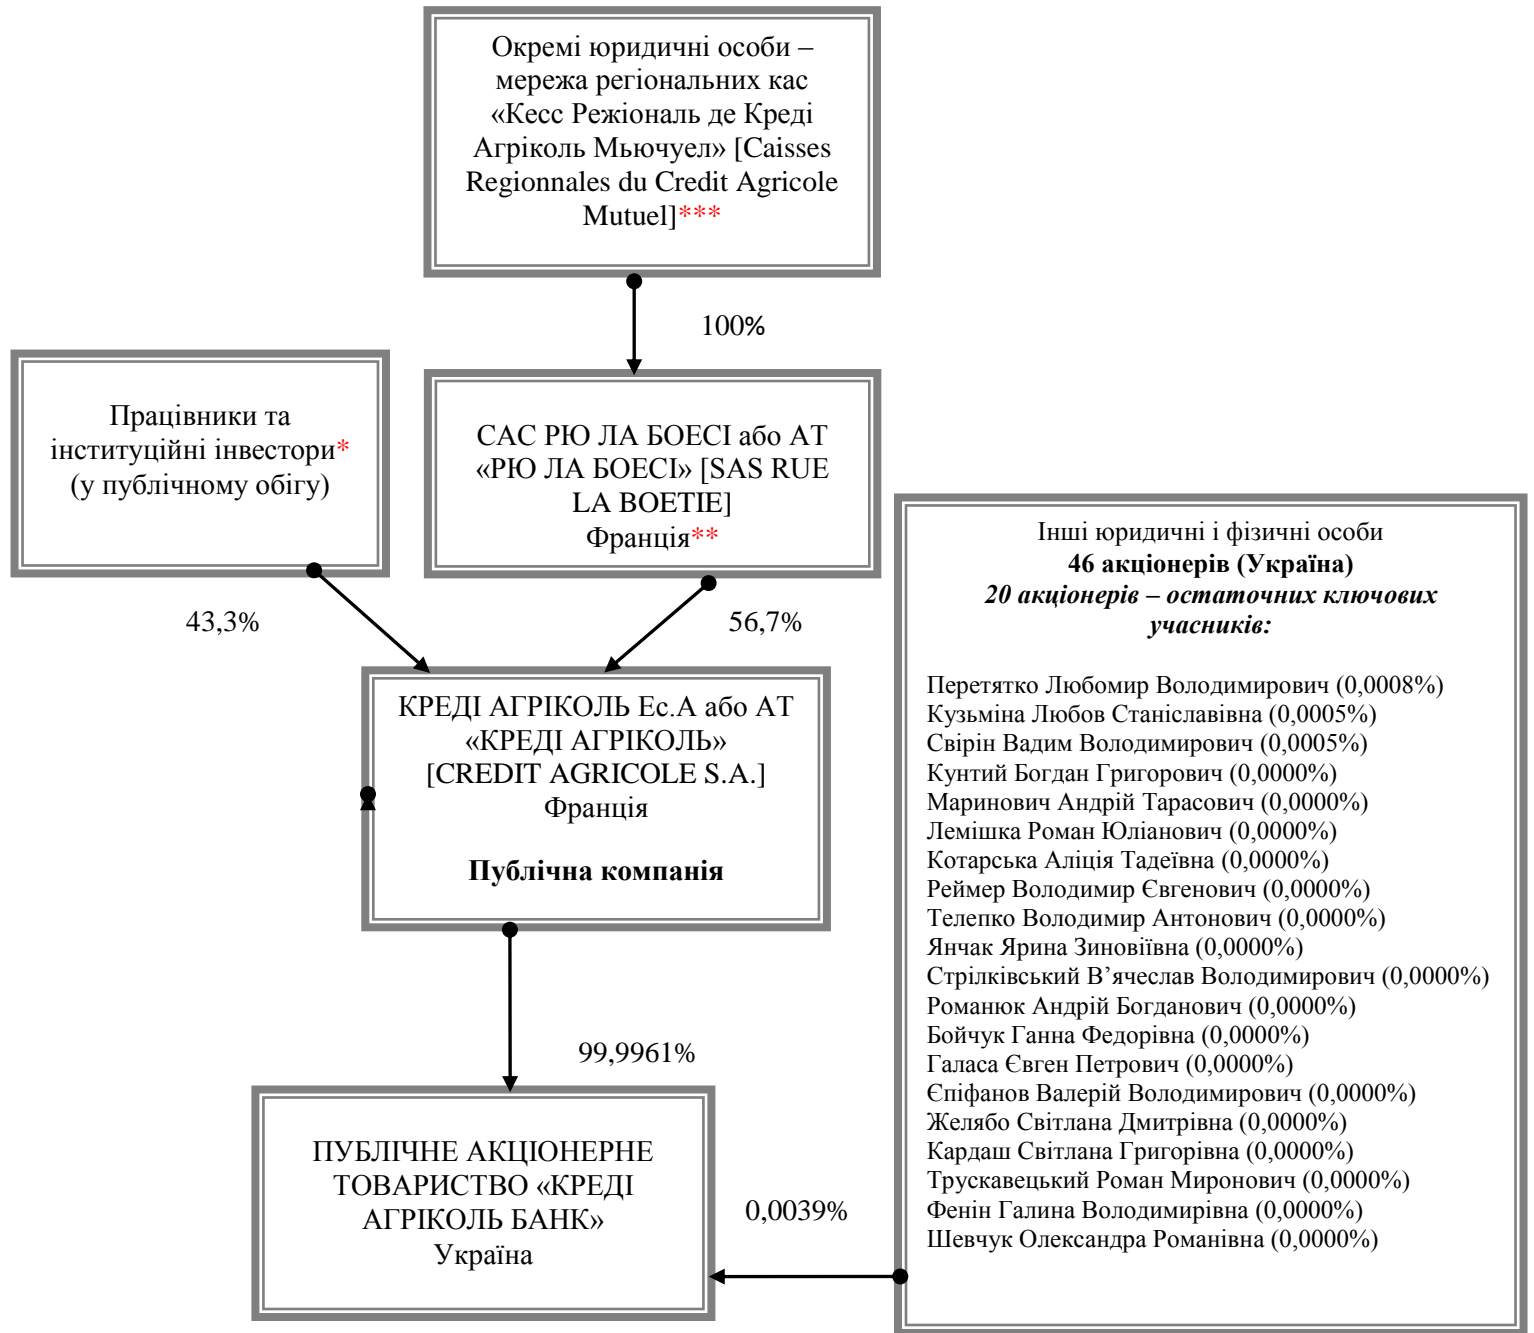 Окремі юридичні особи –
мережа регіональних кас
«Кесс Режіональ де Креді
Агріколь Мьючуел» [Caisses
Regionnales du Credit Agricole
Mutuel]***
100%
Працівники та
інституційні інвестори*
(у публічному обігу)
САС РЮ ЛА БОЕСІ або АТ
«РЮ ЛА БОЕСІ» [SAS RUE
LA BOETIE]
Франція**
43,3%
56,7%
КРЕДІ АГРІКОЛЬ Ес.А або АТ
«КРЕДІ АГРІКОЛЬ»
[CREDIT AGRICOLE S.A.]
Франція
Публічна компанія
99,9961%
ПУБЛІЧНЕ АКЦІОНЕРНЕ
ТОВАРИСТВО «КРЕДІ
АГРІКОЛЬ БАНК»
Україна
0,0039%
Інші юридичні і фізичні особи
46 акціонерів (Україна)
20 акціонерів – остаточних ключових
учасників:
Перетятко Любомир Володимирович (0,0008%)
Кузьміна Любов Станіславівна (0,0005%)
Свірін Вадим Володимирович (0,0005%)
Кунтий Богдан Григорович (0,0000%)
Маринович Андрій Тарасович (0,0000%)
Лемішка Роман Юліанович (0,0000%)
Котарська Аліція Тадеївна (0,0000%)
Реймер Володимир Євгенович (0,0000%)
Телепко Володимир Антонович (0,0000%)
Янчак Ярина Зиновіївна (0,0000%)
Стрілківський В’ячеслав Володимирович (0,0000%)
Романюк Андрій Богданович (0,0000%)
Бойчук Ганна Федорівна (0,0000%)
Галаса Євген Петрович (0,0000%)
Єпіфанов Валерій Володимирович (0,0000%)
Желябо Світлана Дмитрівна (0,0000%)
Кардаш Світлана Григорівна (0,0000%)
Трускавецький Роман Миронович (0,0000%)
Фенін Галина Володимирівна (0,0000%)
Шевчук Олександра Романівна (0,0000%)